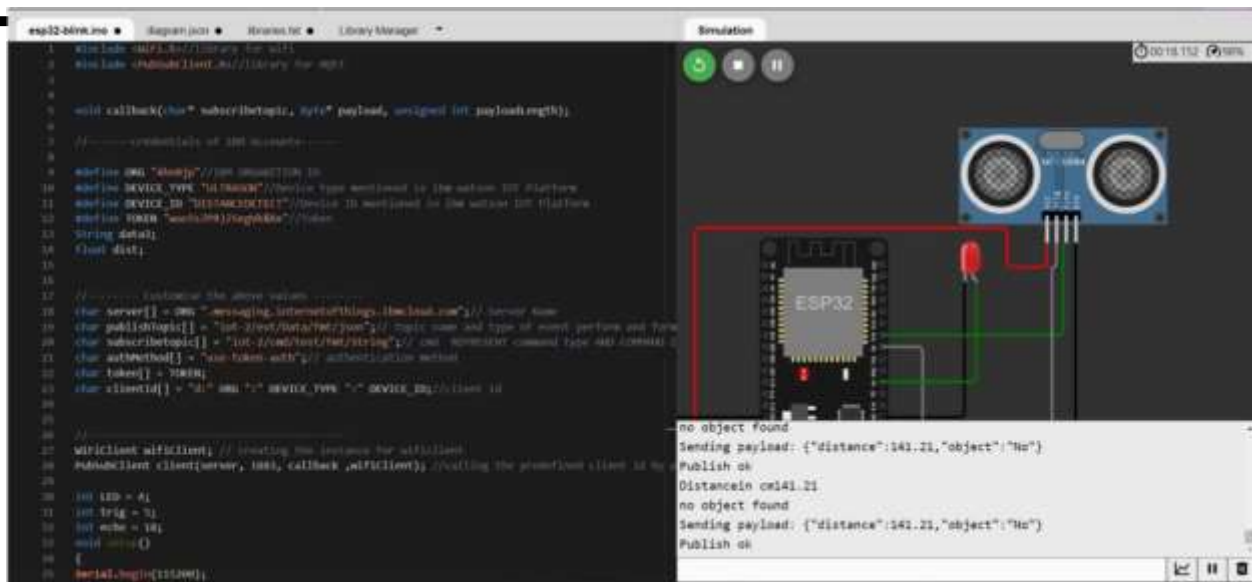 esp32-blink.ino ● diagram.json ● libraries.txt ● Library Manager
Simulation
00:18.152 98%
1 #include <WiFi.h>//library for wifi
#include <PubSubClient.h>//library for MQTT
void callback(char* subscribetopic, byte* payload, unsigned int payloadLength);
//------credentials of IBM Accounts------
#define ORG //IBM ORGANITION ID
#define DEVICE_TYPE "ULTRASON"//Device type mentioned in ibm watson IOT Platform
#define DEVICE_ID //Device ID mentioned in ibm watson IOT Platform
#define TOKEN //Token
String data3;
float dist;
//-------- Customise the above values --------
char server[] = ORG ".messaging.internetofthings.ibmcloud.com";// Server Name
char publishTopic[] = "iot-2/evt/Data/fmt/json";// topic name and type of event perform and
char subscribetopic[] = "iot-2/cmd/test/fmt/String";// cmd REPRESENT command type AND COMMAND
char authMethod[] = "use-token-auth";// authentication method
char token[] = TOKEN;
char clientId[] = "d:" ORG ":" DEVICE_TYPE ":" DEVICE_ID;//client id
//
WiFiClient wifiClient; // creating the instance for wificlient
PubSubClient client(server, 1883, callback ,wifiClient); //calling the predefined client id by
int LED = 4;
int trig = 5;
int echo = 18;
void setup()
{
Serial.begin(115200);
ESP32
no object found
Sending payload: {"distance":141.21,"object":"No"}
Publish ok
Distancein cm141.21
no object found
Sending payload: {"distance":141.21,"object":"No"}
Publish ok